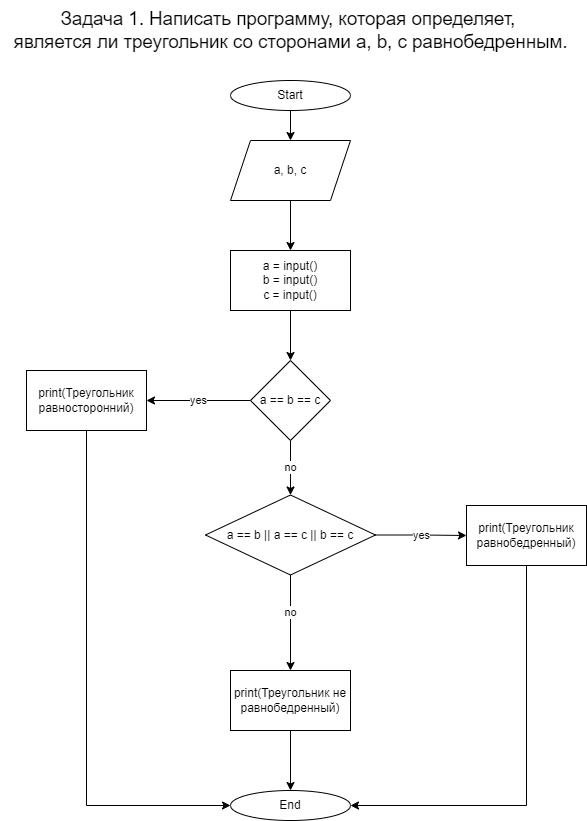 Задача 1. Написать программу, которая определяет,
является ли треугольник со сторонами a, b, c равнобедренным.
Start
a, b, c
a = input()
b = input()
c = input()
a == b == c
yes
print(Треугольник
равносторонний)
no
a == b || a == c || b == c
yes
print(Треугольник
равнобедренный)
no
print(Треугольник не
равнобедренный)
End